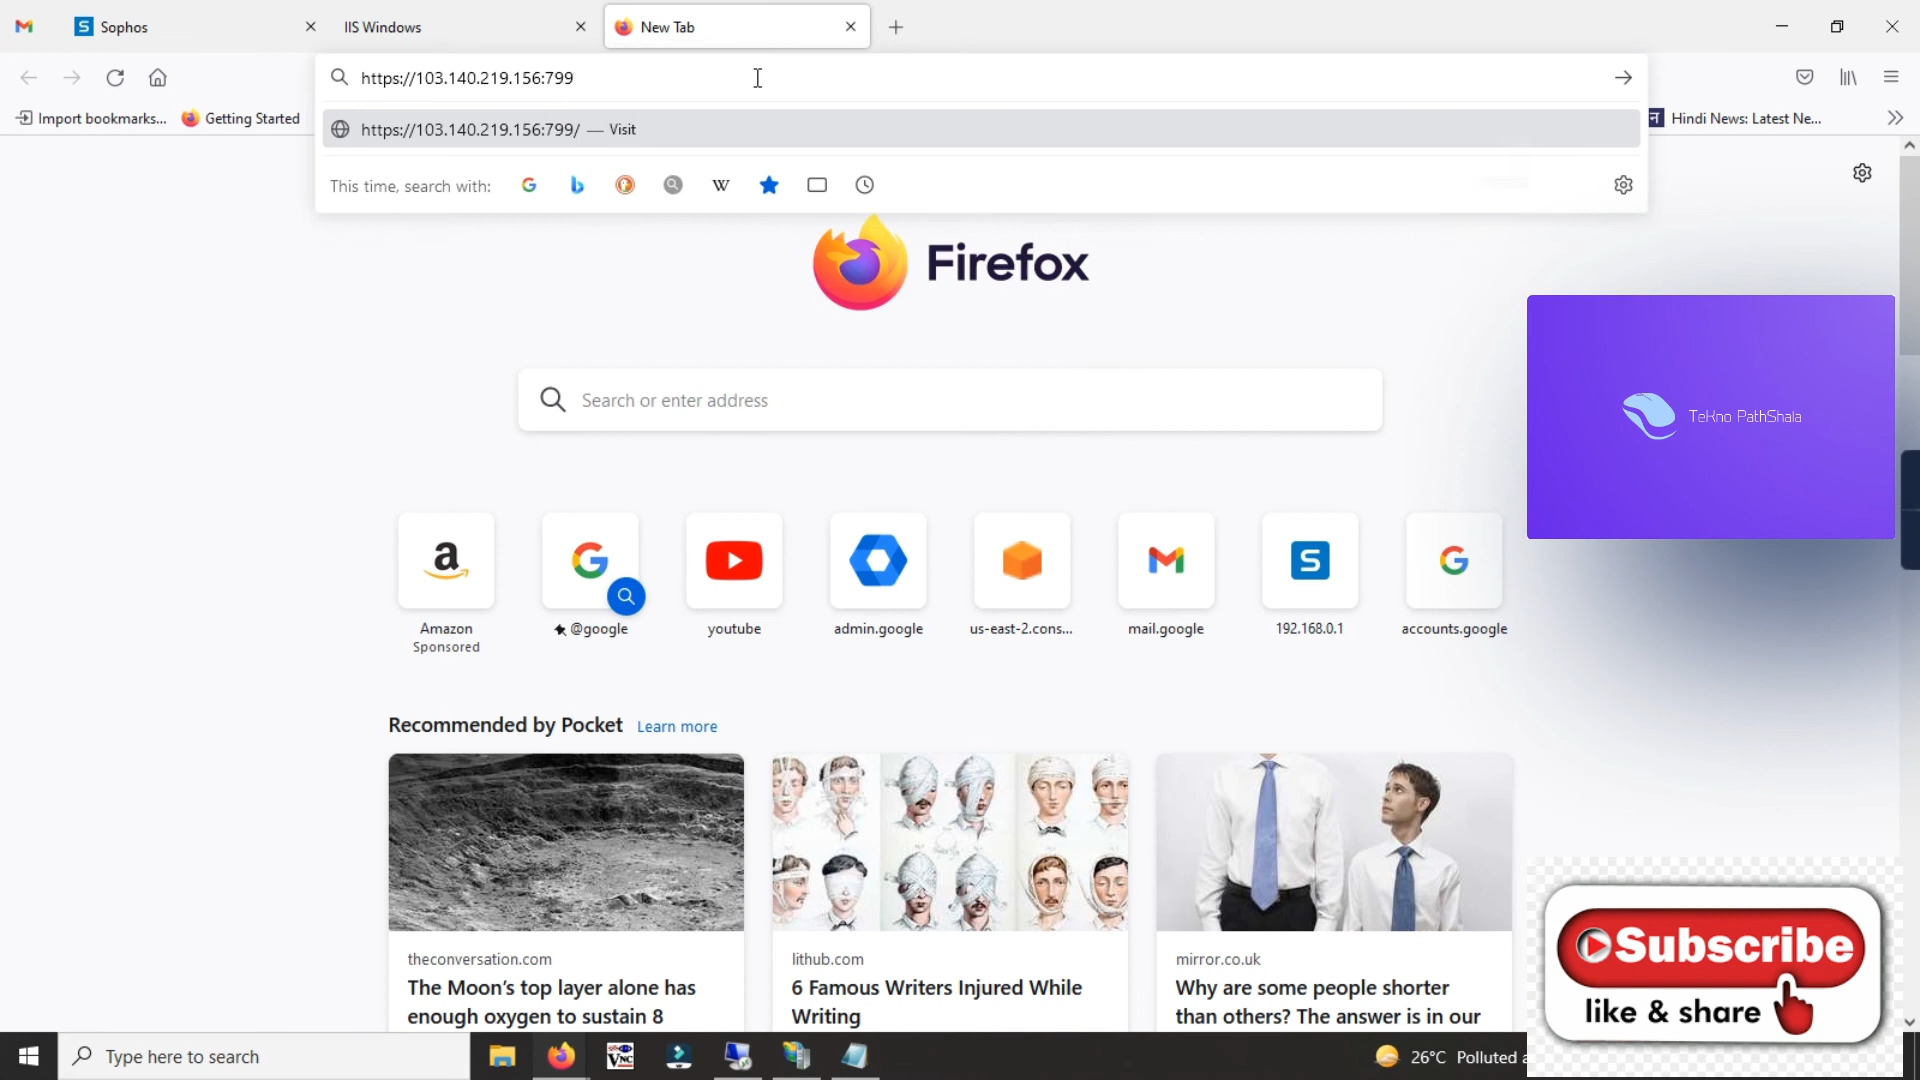 Sophos
IIS Windows
New Tab
https://103.140.219.156:799
Import bookmarks...
Getting Started
https://103.140.219.156:799/ — Visit
Hindi News: Latest Ne...
This time, search with:
Firefox
Search or enter address
TeKno PathShala
Amazon
Sponsored
@google
youtube
admin.google
us-east-2.cons...
mail.google
192.168.0.1
accounts.google
Recommended by Pocket Learn more
theconversation.com
The Moon's top layer alone has
enough oxygen to sustain 8
lithub.com
6 Famous Writers Injured While
Writing
mirror.co.uk
Why are some people shorter
than others? The answer is in our
Subscribe
like & share
Type here to search
VNC
26°C Polluted a